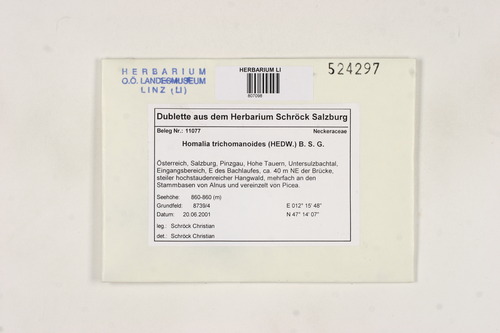 HERBARIUM
O.Ö. LANDESMUSEUM
LINZ (LI)
HERBARIUM LI
807098
524297
Dublette aus dem Herbarium Schröck Salzburg
Beleg Nr.: 11077 Neckeraceae
Homalia trichomanoides (HEDW.) B. S. G.
Österreich, Salzburg, Pinzgau, Hohe Tauern, Untersulzbachtal,
Eingangsbereich, E des Bachlaufes, ca. 40 m NE der Brücke,
steiler hochstaudenreicher Hangwald, mehrfach an den
Stammbasen von Alnus und vereinzelt von Picea.
Seehöhe: 860-860 (m)
Grundfeld: 8739/4 E 012° 15' 48"
Datum: 20.06.2001 N 47° 14' 07"
leg.: Schröck Christian
det.: Schröck Christian